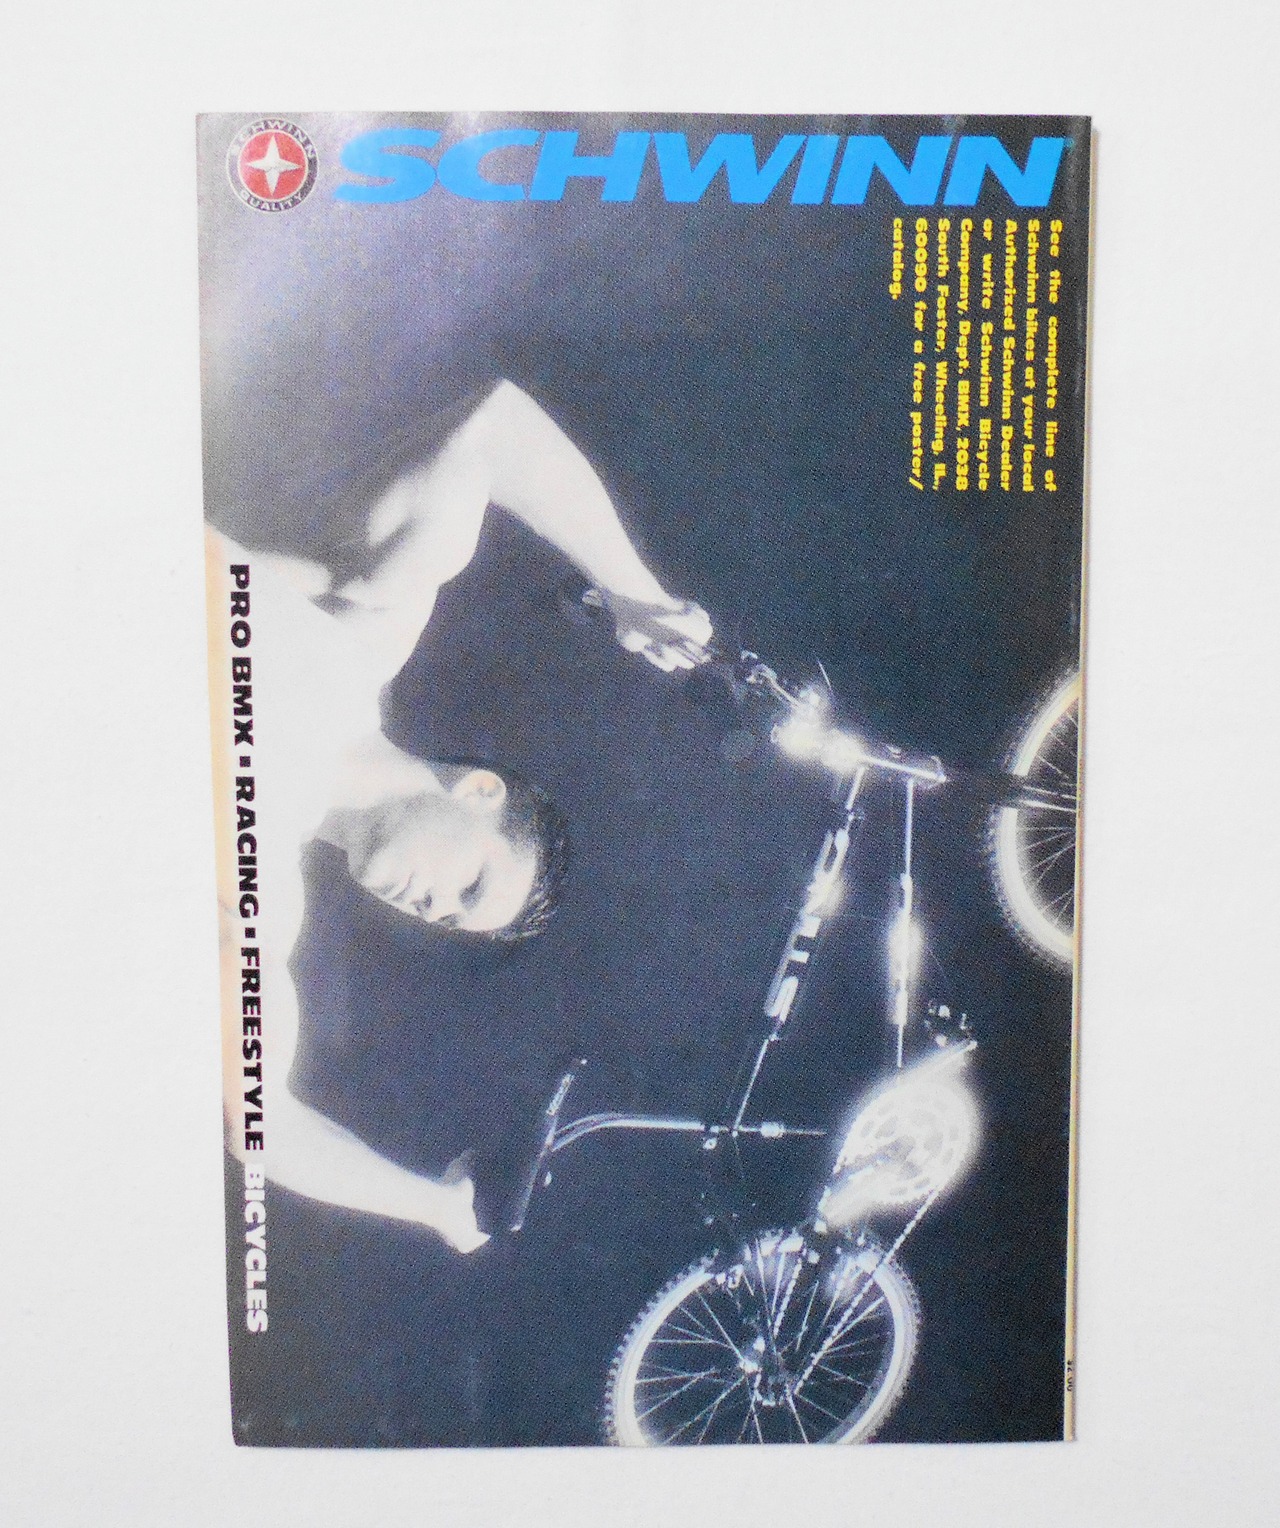 SCHWINN
QUALITY
SCHWINN
See the complete line of
Schwinn bikes at your local
Authorized Schwinn Dealer
or write Schwinn Bicycle
Company, Dept. BMX, 2038
South Foster, Wheeling, IL.,
60090 for a free poster/
catalog.
PRO BMX · RACING · FREESTYLE BICYCLES